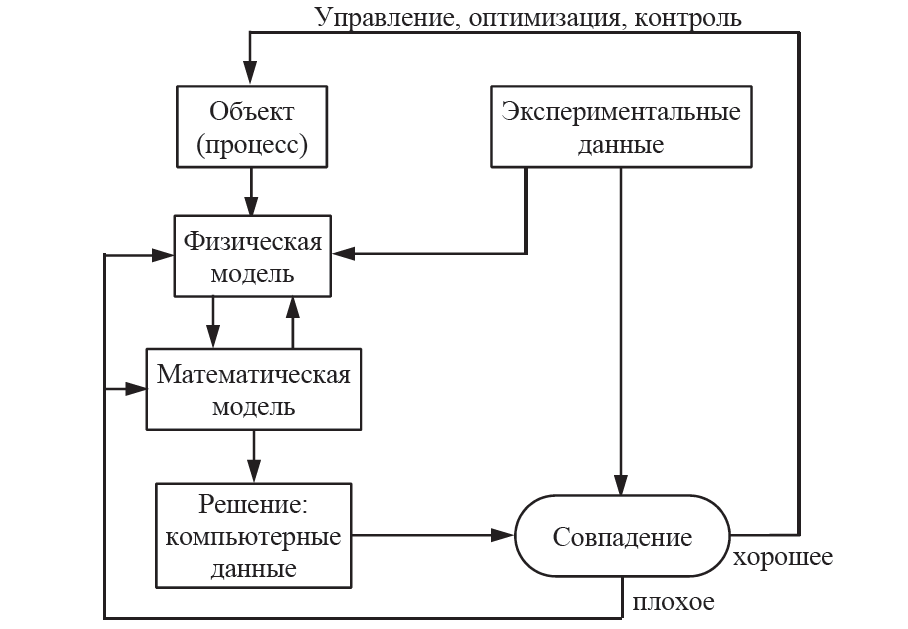 Управление, оптимизация, контроль
Объект
(процесс)
Экспериментальные
данные
Физическая
модель
Математическая
модель
Решение:
компьютерные
данные
Совпадение
хорошее
плохое